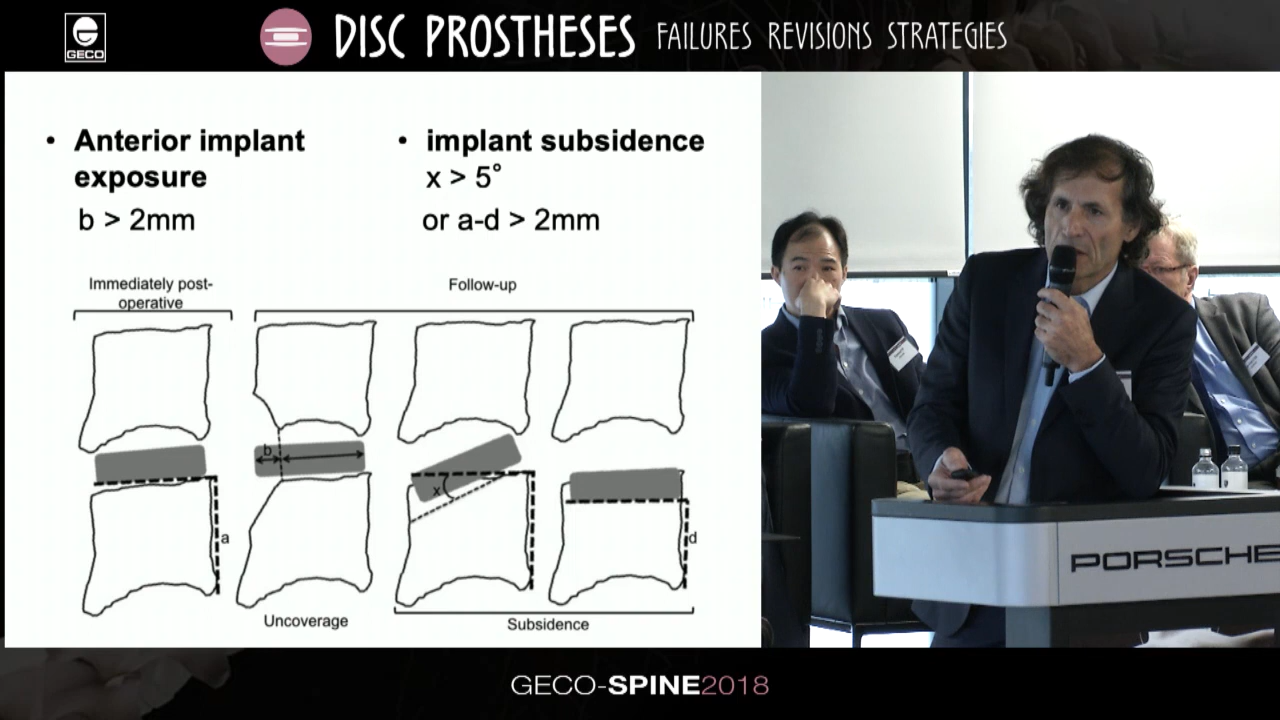 GECO
DISC PROSTHESES FAILURES REVISIONS STRATEGIES
• Anterior implant
exposure
b > 2mm
• implant subsidence
x > 5°
or a-d > 2mm
Immediately post-
operative
Follow-up
b
x
a
d
Uncoverage
Subsidence
PORSCHE
GECO-SPINE2018